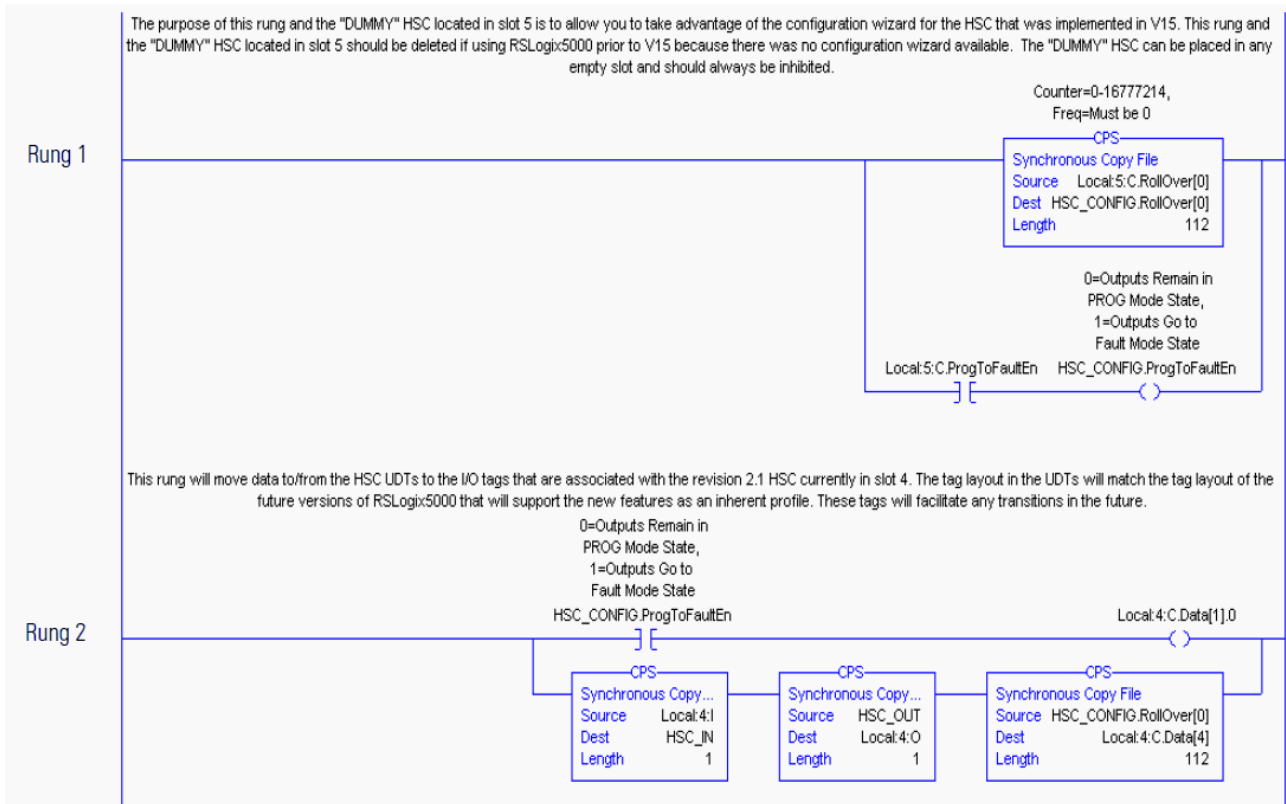 The purpose of this rung and the "DUMMY" HSC located in slot 5 is to allow you to take advantage of the configuration wizard for the HSC that was implemented in V15. This rung and
the "DUMMY" HSC located in slot 5 should be deleted if using RSLogix5000 prior to V15 because there was no configuration wizard available. The "DUMMY" HSC can be placed in any
empty slot and should always be inhibited.
Counter=0-16777214,
Freq=Must be 0
Rung 1
CPS
Synchronous Copy File
Source Local:5:C.RollOver[0]
Dest HSC_CONFIG.RollOver[0]
Length 112
0=Outputs Remain in
PROG Mode State,
1=Outputs Go to
Fault Mode State
Local:5:C.ProgToFaultEn HSC_CONFIG.ProgToFaultEn
This rung will move data to/from the HSC UDTs to the I/O tags that are associated with the revision 2.1 HSC currently in slot 4. The tag layout in the UDTs will match the tag layout of the
future versions of RSLogix5000 that will support the new features as an inherent profile. These tags will facilitate any transitions in the future.
0=Outputs Remain in
PROG Mode State,
1=Outputs Go to
Fault Mode State
HSC_CONFIG.ProgToFaultEn Local:4:C.Data[1].0
Rung 2
CPS CPS CPS
Synchronous Copy... Synchronous Copy... Synchronous Copy File
Source Local:4:I Source HSC_OUT Source HSC_CONFIG.RollOver[0]
Dest HSC_IN Dest Local:4:O Dest Local:4:C.Data[4]
Length 1 Length 1 Length 112